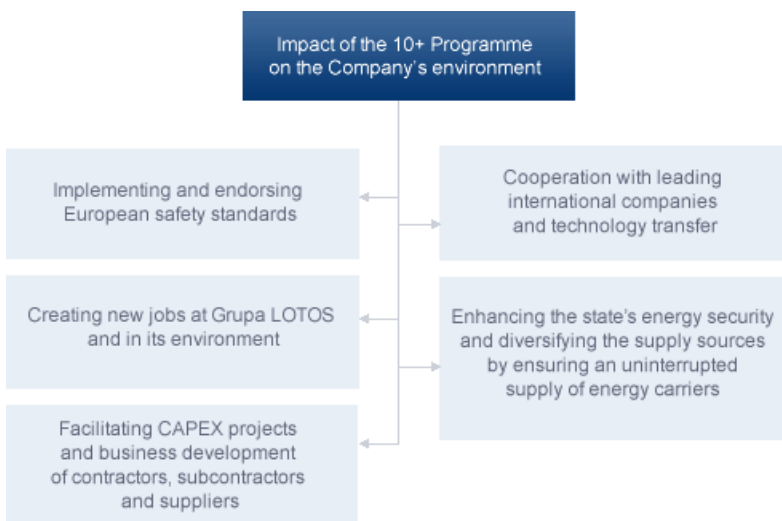 Impact of the 10+ Programme
on the Company's environment
Implementing and endorsing
European safety standards
Cooperation with leading
international companies
and technology transfer
Creating new jobs at Grupa LOTOS
and in its environment
Enhancing the state's energy security
and diversifying the supply sources
by ensuring an uninterrupted
supply of energy carriers
Facilitating CAPEX projects
and business development
of contractors, subcontractors
and suppliers